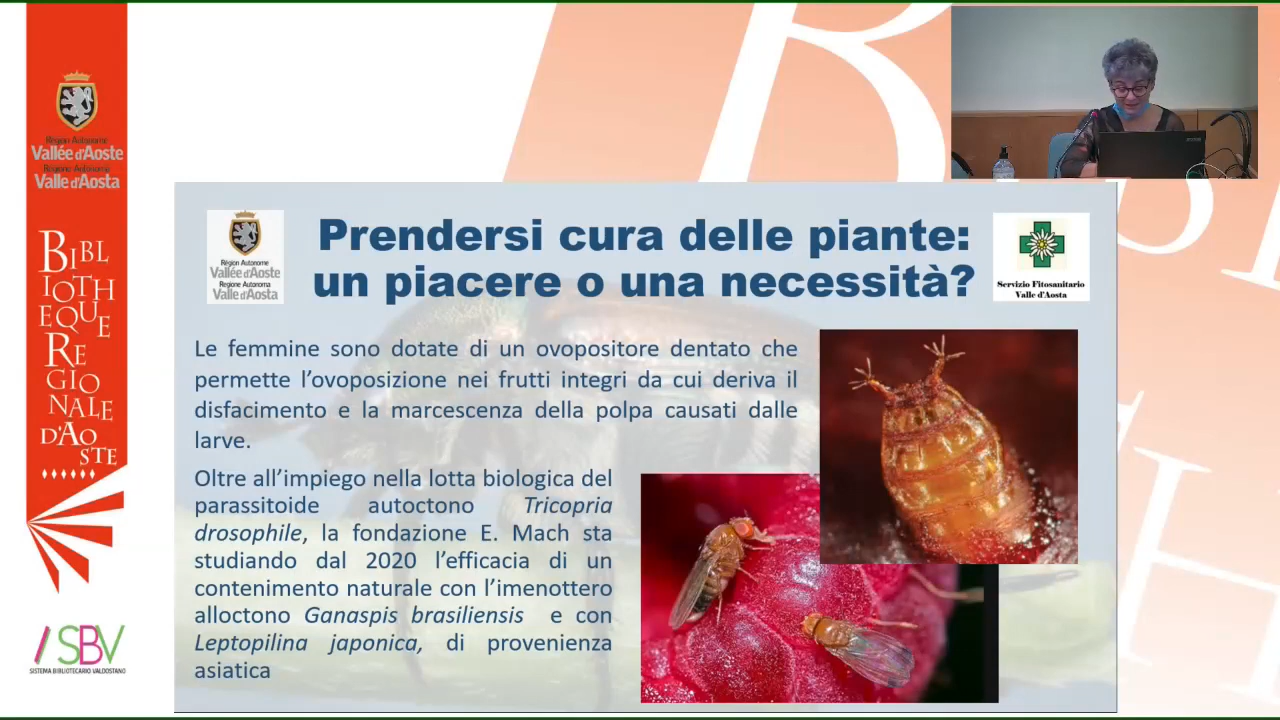 Région Autonome
Vallée d'Aoste
Regione Autonoma
Valle d'Aosta
BIBL
IOTH
EQUE
RE
GIO
NALE
D'AO
STE
SBV
SISTEMA BIBLIOTECARIO VALDOSTANO
Région Autonome
Vallée d'Aoste
Regione Autonoma
Valle d'Aosta
Prendersi cura delle piante:
un piacere o una necessità?
Servizio Fitosanitario
Valle d'Aosta
Le femmine sono dotate di un ovopositore dentato che
permette l'ovoposizione nei frutti integri da cui deriva il
disfacimento e la marcescenza della polpa causati dalle
larve.
Oltre all'impiego nella lotta biologica del
parassitoide autoctono Tricopria
drosophile, la fondazione E. Mach sta
studiando dal 2020 l'efficacia di un
contenimento naturale con l'imenottero
alloctono Ganaspis brasiliensis e con
Leptopilina japonica, di provenienza
asiatica